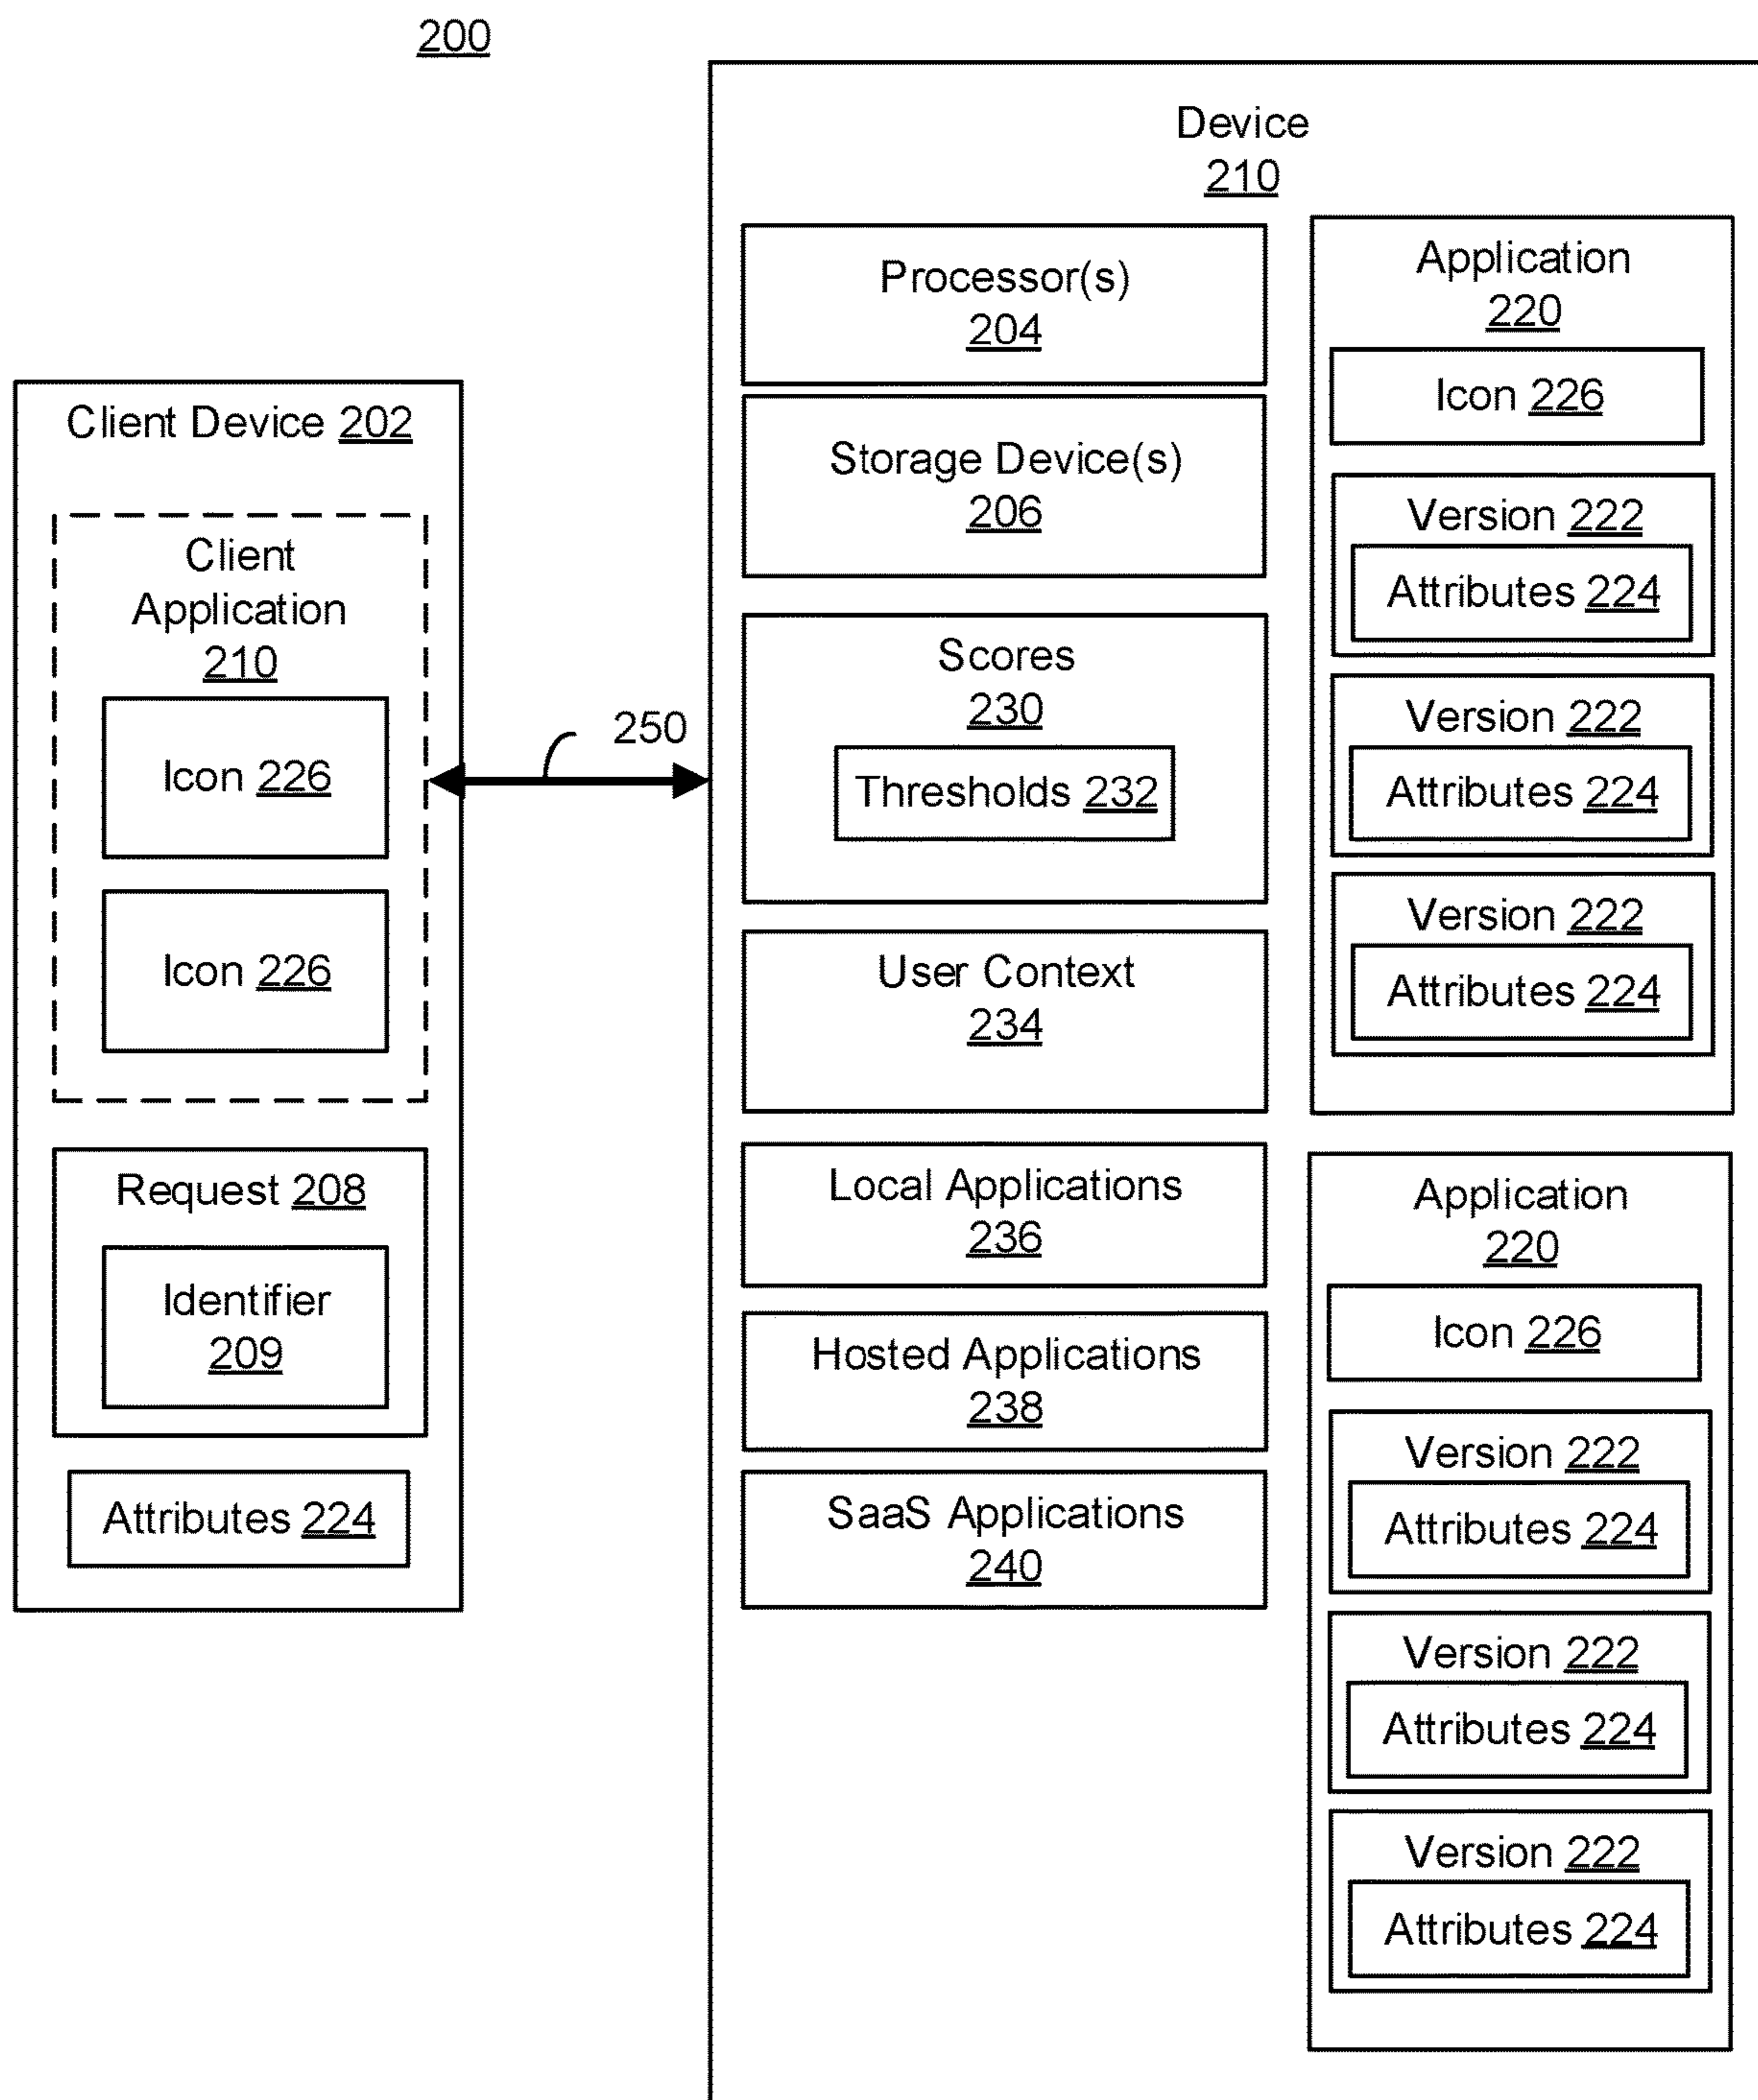 200
Client Device 202
Client
Application
210
Icon 226
Icon 226
Request 208
Identifier
209
Attributes 224
250
Device
210
Processor(s)
204
Storage Device(s)
206
Scores
230
Thresholds 232
User Context
234
Local Applications
236
Hosted Applications
238
SaaS Applications
240
Application
220
Icon 226
Version 222
Attributes 224
Version 222
Attributes 224
Version 222
Attributes 224
Application
220
Icon 226
Version 222
Attributes 224
Version 222
Attributes 224
Version 222
Attributes 224